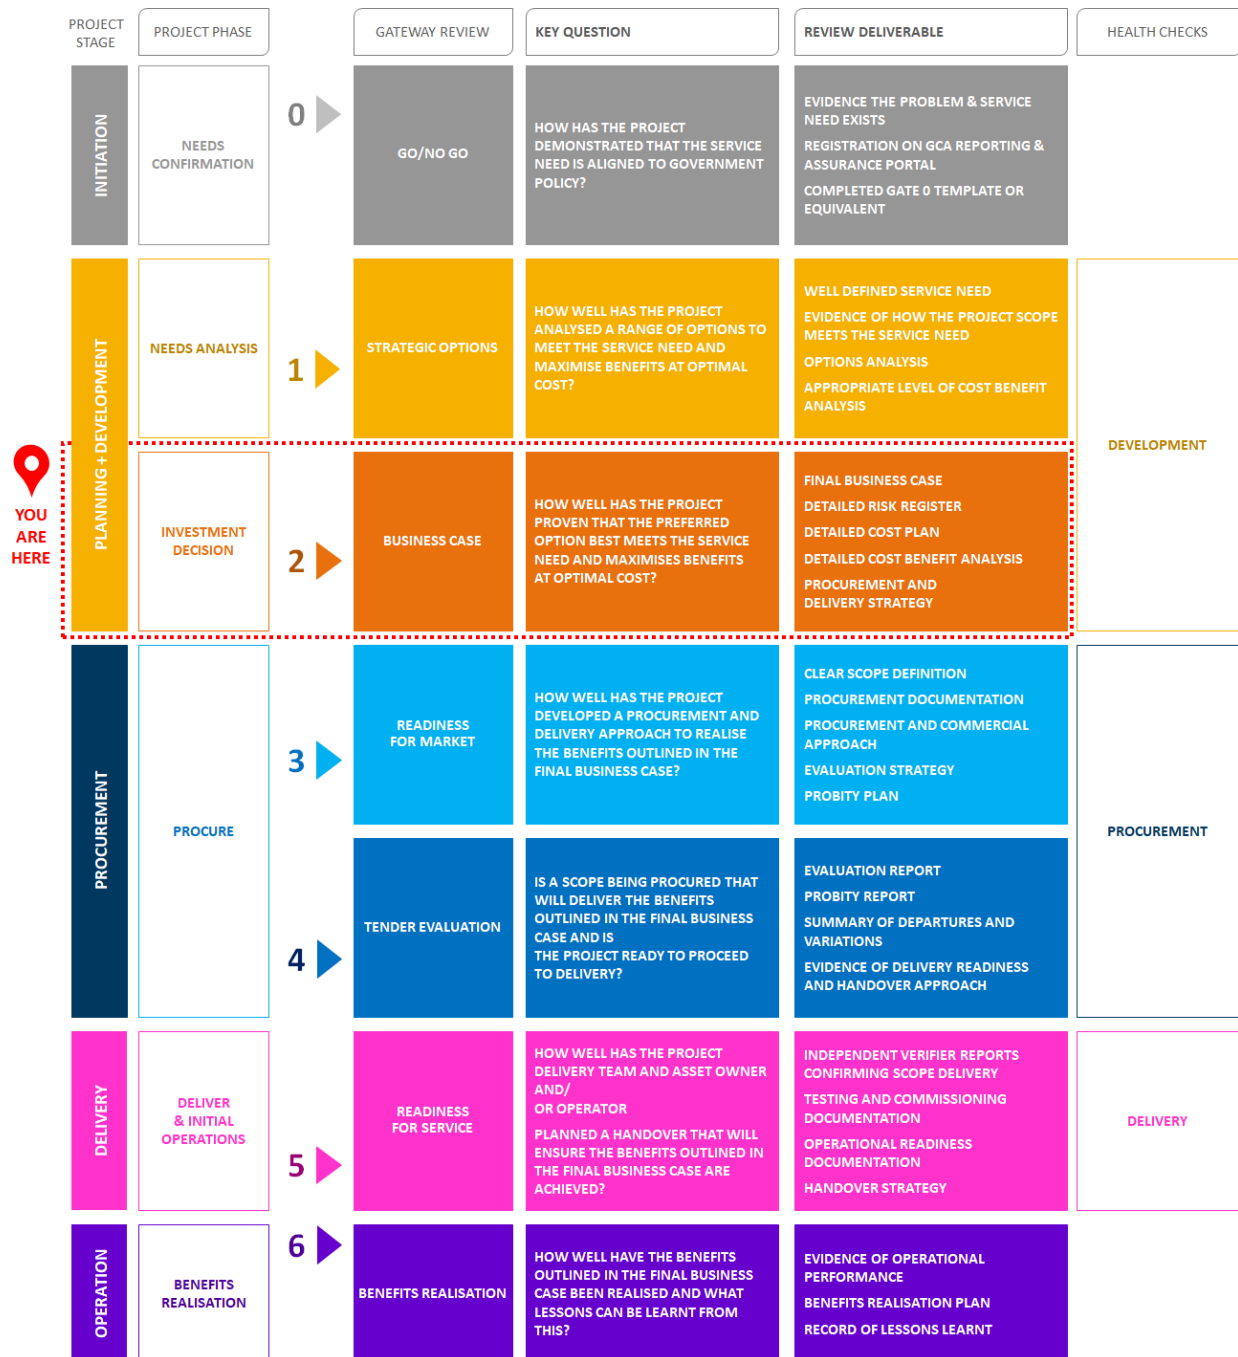 PROJECT
STAGE
PROJECT PHASE
GATEWAY REVIEW
KEY QUESTION
REVIEW DELIVERABLE
HEALTH CHECKS
INITIATION
NEEDS
CONFIRMATION
0
GO/NO GO
HOW HAS THE PROJECT
DEMONSTRATED THAT THE SERVICE
NEED IS ALIGNED TO GOVERNMENT
POLICY?
EVIDENCE THE PROBLEM & SERVICE
NEED EXISTS
REGISTRATION ON GCA REPORTING &
ASSURANCE PORTAL
COMPLETED GATE 0 TEMPLATE OR
EQUIVALENT
PLANNING + DEVELOPMENT
NEEDS ANALYSIS
1
STRATEGIC OPTIONS
HOW WELL HAS THE PROJECT
ANALYSED A RANGE OF OPTIONS TO
MEET THE SERVICE NEED AND
MAXIMISE BENEFITS AT OPTIMAL
COST?
WELL DEFINED SERVICE NEED
EVIDENCE OF HOW THE PROJECT SCOPE
MEETS THE SERVICE NEED
OPTIONS ANALYSIS
APPROPRIATE LEVEL OF COST BENEFIT
ANALYSIS
DEVELOPMENT
YOU
ARE
HERE
INVESTMENT
DECISION
2
BUSINESS CASE
HOW WELL HAS THE PROJECT
PROVEN THAT THE PREFERRED
OPTION BEST MEETS THE SERVICE
NEED AND MAXIMISES BENEFITS
AT OPTIMAL COST?
FINAL BUSINESS CASE
DETAILED RISK REGISTER
DETAILED COST PLAN
DETAILED COST BENEFIT ANALYSIS
PROCUREMENT AND
DELIVERY STRATEGY
PROCUREMENT
PROCURE
3
READINESS
FOR MARKET
HOW WELL HAS THE PROJECT
DEVELOPED A PROCUREMENT AND
DELIVERY APPROACH TO REALISE
THE BENEFITS OUTLINED IN THE
FINAL BUSINESS CASE?
CLEAR SCOPE DEFINITION
PROCUREMENT DOCUMENTATION
PROCUREMENT AND COMMERCIAL
APPROACH
EVALUATION STRATEGY
PROBITY PLAN
PROCUREMENT
4
TENDER EVALUATION
IS A SCOPE BEING PROCURED THAT
WILL DELIVER THE BENEFITS
OUTLINED IN THE FINAL BUSINESS
CASE AND IS
THE PROJECT READY TO PROCEED
TO DELIVERY?
EVALUATION REPORT
PROBITY REPORT
SUMMARY OF DEPARTURES AND
VARIATIONS
EVIDENCE OF DELIVERY READINESS
AND HANDOVER APPROACH
DELIVERY
DELIVER
& INITIAL
OPERATIONS
5
READINESS
FOR SERVICE
HOW WELL HAS THE PROJECT
DELIVERY TEAM AND ASSET OWNER
AND/
OR OPERATOR
PLANNED A HANDOVER THAT WILL
ENSURE THE BENEFITS OUTLINED IN
THE FINAL BUSINESS CASE ARE
ACHIEVED?
INDEPENDENT VERIFIER REPORTS
CONFIRMING SCOPE DELIVERY
TESTING AND COMMISSIONING
DOCUMENTATION
OPERATIONAL READINESS
DOCUMENTATION
HANDOVER STRATEGY
DELIVERY
OPERATION
BENEFITS
REALISATION
6
BENEFITS REALISATION
HOW WELL HAVE THE BENEFITS
OUTLINED IN THE FINAL BUSINESS
CASE BEEN REALISED AND WHAT
LESSONS CAN BE LEARNT FROM
THIS?
EVIDENCE OF OPERATIONAL
PERFORMANCE
BENEFITS REALISATION PLAN
RECORD OF LESSONS LEARNT